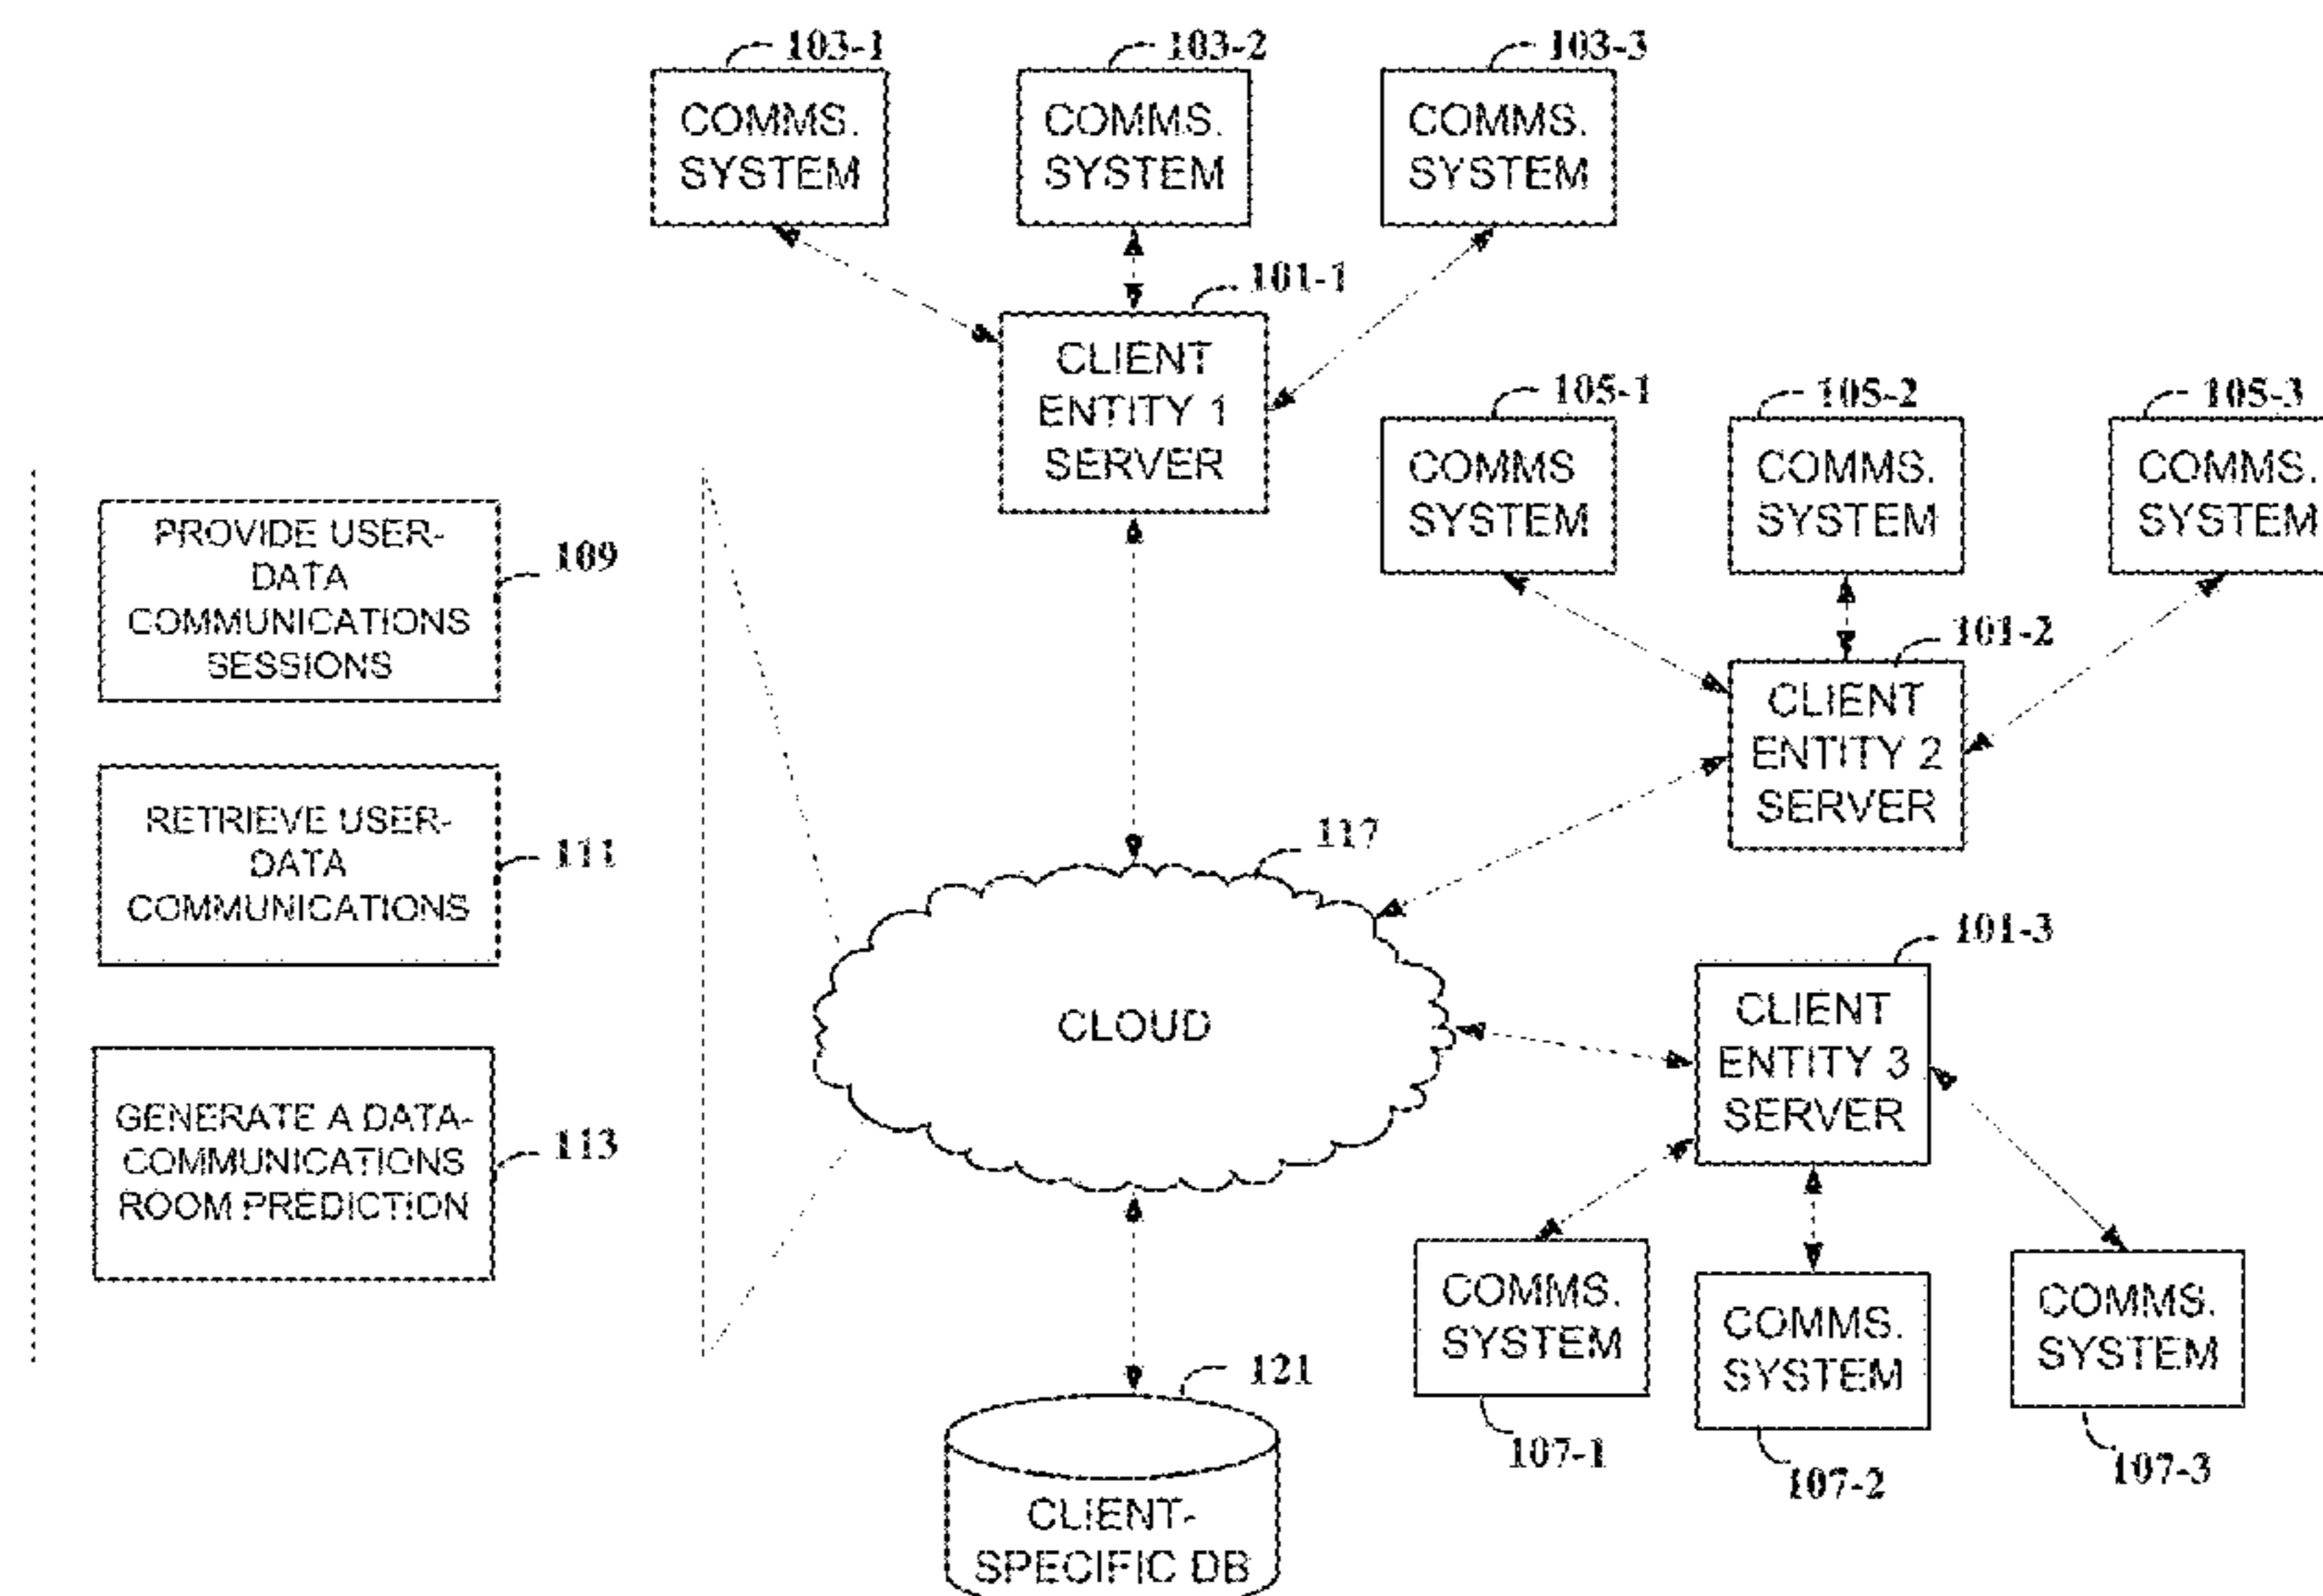 103-1
103-2
103-3
COMMS.
SYSTEM
COMMS.
SYSTEM
COMMS.
SYSTEM
101-1
CLIENT
ENTITY 1
SERVER
105-1
105-2
105-3
COMMS
SYSTEM
COMMS.
SYSTEM
COMMS.
SYSTEM
101-2
CLIENT
ENTITY 2
SERVER
PROVIDE USER-
DATA
COMMUNICATIONS
SESSIONS
109
RETRIEVE USER-
DATA
COMMUNICATIONS
111
GENERATE A DATA-
COMMUNICATIONS
ROOM PREDICTION
113
117
CLOUD
101-3
CLIENT
ENTITY 3
SERVER
COMMS.
SYSTEM
107-1
COMMS.
SYSTEM
107-2
COMMS.
SYSTEM
107-3
121
CLIENT-
SPECIFIC DB